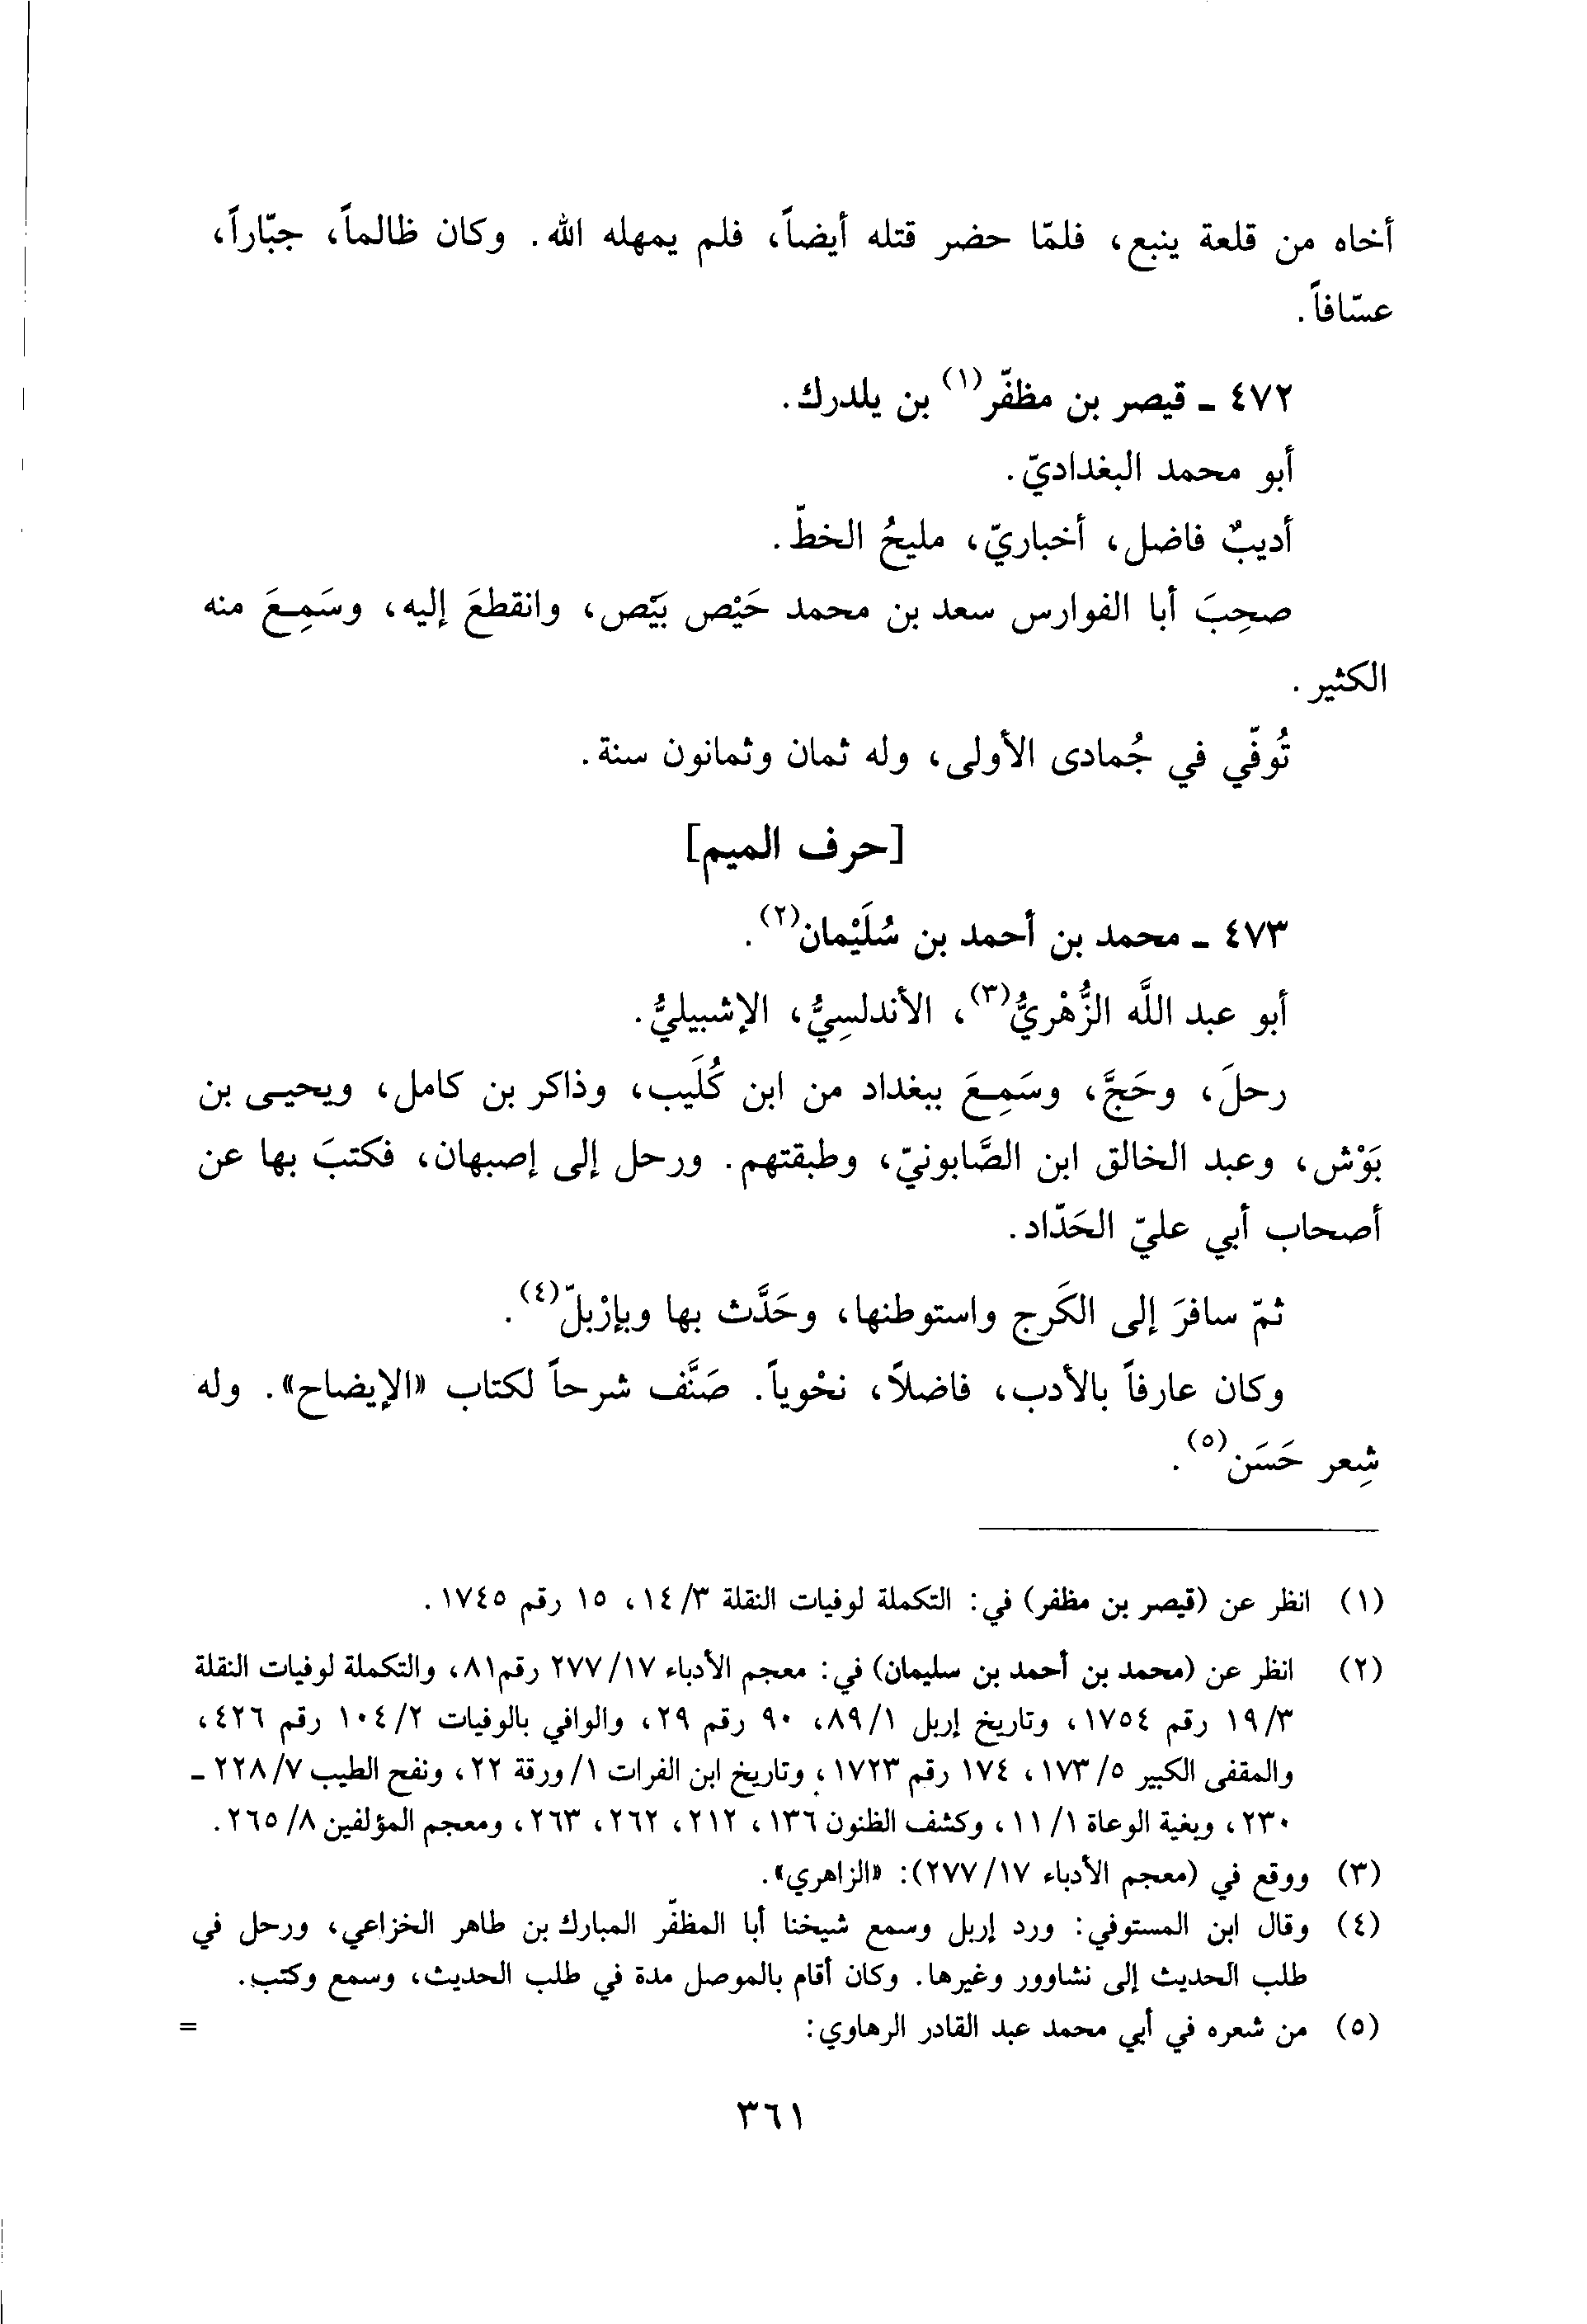 أخاه من قلعة ينبع، فلمّا حضر قتله أيضاً، فلم يمهله الله. وكان ظالماً، جبّاراً،
عسّافاً.
٤٧٢ ـ قيصر بن مظفّر(١) بن يلدرك.
أبو محمد البغداديّ.
أديبٌ فاضل، أخباريّ، مليحُ الخطّ.
صحِبَ أبا الفوارس سعد بن محمد حَيْص بَيْص، وانقطعَ إليه، وسَمِعَ منه
الكثير.
تُوفّي في جُمادى الأولى، وله ثمان وثمانون سنة.
[حرف الميم]
٤٧٣ ـ محمد بن أحمد بن سُلَيْمان(٢).
أبو عبد اللَّه الزُّهْريُّ(٣)، الأندلسِيُّ، الإشبيليُّ.
رحلَ، وحَجَّ، وسَمِعَ ببغداد من ابن كُلَيب، وذاكر بن كامل، ويحيى بن
بَوْش، وعبد الخالق ابن الصَّابونيّ، وطبقتهم. ورحل إلى إصبهان، فكتبَ بها عن
أصحاب أبي عليّ الحَدّاد.
ثمّ سافرَ إلى الكَرج واستوطنها، وحَدَّث بها وبإرْبلّ(٤).
وكان عارفاً بالأدب، فاضلاً، نحْوياً. صَنَّف شرحاً لكتاب «الإيضاح». وله
شِعر حَسَن(٥).
(١) انظر عن (قيصر بن مظفر) في: التكملة لوفيات النقلة ٣/ ١٤، ١٥ رقم ١٧٤٥.
(٢) انظر عن (محمد بن أحمد بن سليمان) في: معجم الأدباء ١٧/ ٢٧٧ رقم٨١، والتكملة لوفيات النقلة
٣/ ١٩ رقم ١٧٥٤، وتاريخ إربل ١/ ٨٩، ٩٠ رقم ٢٩، والوافي بالوفيات ٢/ ١٠٤ رقم ٤٢٦،
والمقفى الكبير ٥/ ١٧٣، ١٧٤ رقم ١٧٢٣، وتاريخ ابن الفرات ١/ ورقة ٢٢، ونفح الطيب ٧/ ٢٢٨ ـ
٢٣٠، وبغية الوعاة ١/ ١١، وكشف الظنون ١٣٦، ٢١٢، ٢٦٢، ٢٦٣، ومعجم المؤلفين ٨/ ٢٦٥.
(٣) ووقع في (معجم الأدباء ١٧/ ٢٧٧): «الزاهري».
(٤) وقال ابن المستوفي: ورد إربل وسمع شيخنا أبا المظفّر المبارك بن طاهر الخزاعي، ورحل في
طلب الحديث إلى نشاوور وغيرها. وكان أقام بالموصل مدة في طلب الحديث، وسمع وكتب.
(٥) من شعره في أبي محمد عبد القادر الرهاوي: =
٣٦١